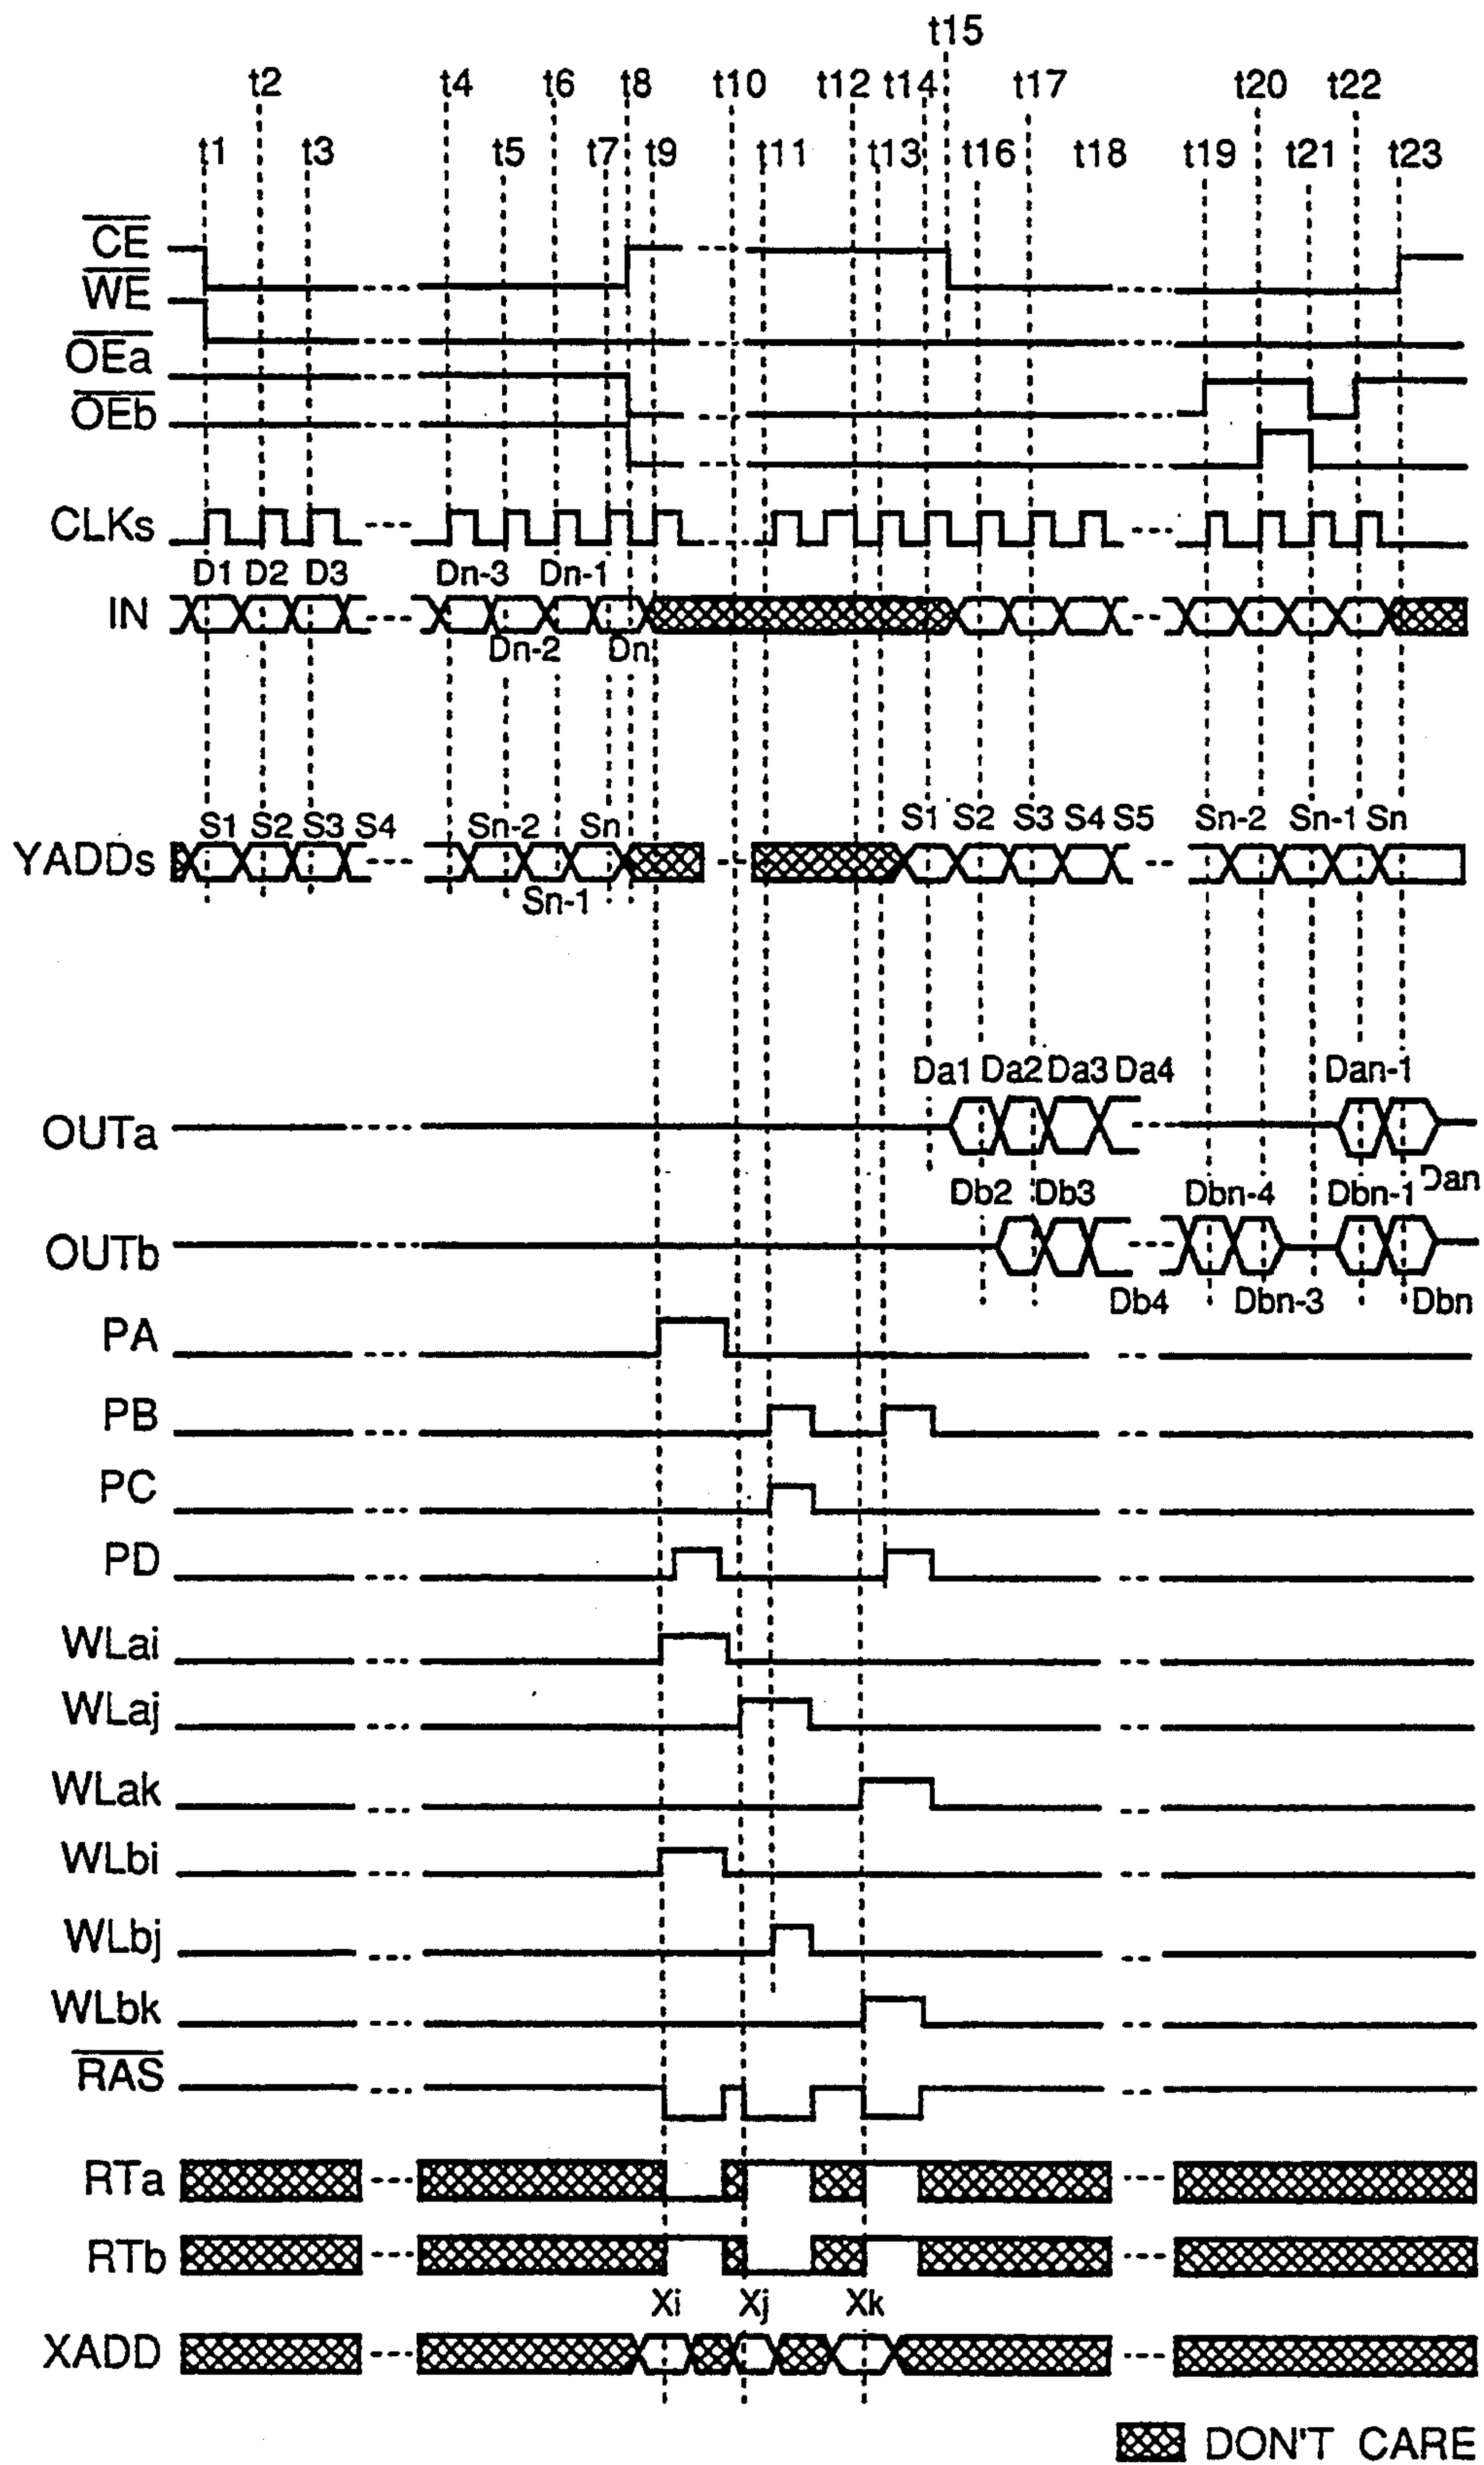 t15
t2 t4 t6 t8 t10 t12 t14 t17 t20 t22
t1 t3 t5 t7 t9 t11 t13 t16 t18 t19 t21 t23
CE
WE
OEa
OEb
CLKs
D1 D2 D3 Dn-3 Dn-1
IN
Dn-2 Dn
S1 S2 S3 S4 Sn-2 Sn S1 S2 S3 S4 S5 Sn-2 Sn-1 Sn
YADDs
Sn-1
Da1 Da2 Da3 Da4 Dan-1
OUTa
Dan
Db2 Db3 Dbn-4 Dbn-1
OUTb
Db4 Dbn-3 Dbn
PA
PB
PC
PD
WLai
WLaj
WLak
WLbi
WLbj
WLbk
RAS
RTa
RTb
Xi Xj Xk
XADD
DON'T CARE